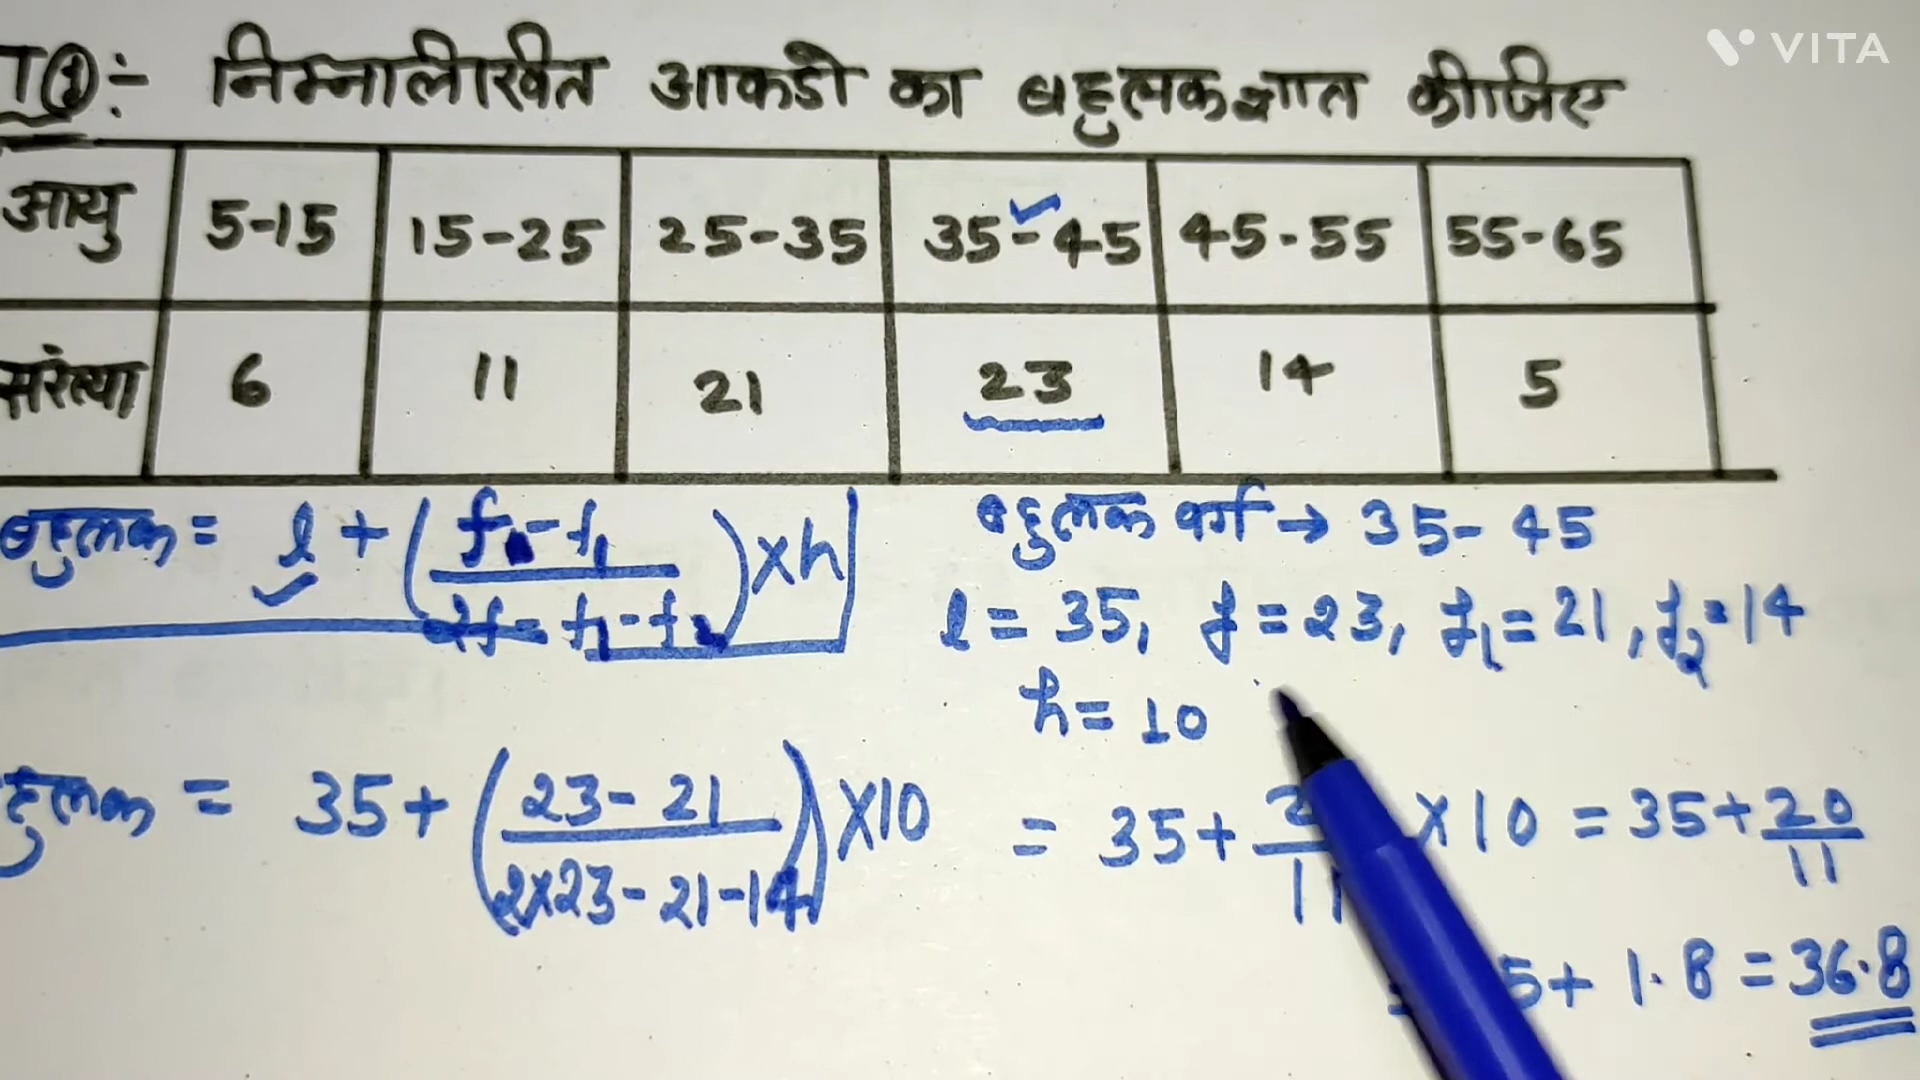 VITA
①:- निम्नालीखीत आकडो का बहुलक ज्ञात कीजिए
आयु 5-15 15-25 25-35 35-45 45-55 55-65
संख्या 6 11 21 23 14 5
बहुलक = l + (f - f₁ / 2f - f₁ - f₂) × h
बहुलक वर्ग → 35-45
l = 35, f = 23, f₁ = 21, f₂ = 14
h = 10
हुलक = 35 + (23 - 21 / 2×23 - 21 - 14) ×10 = 35 + 2 / 11 ×10 = 35 + 20 / 11
5 + 1.8 = 36.8